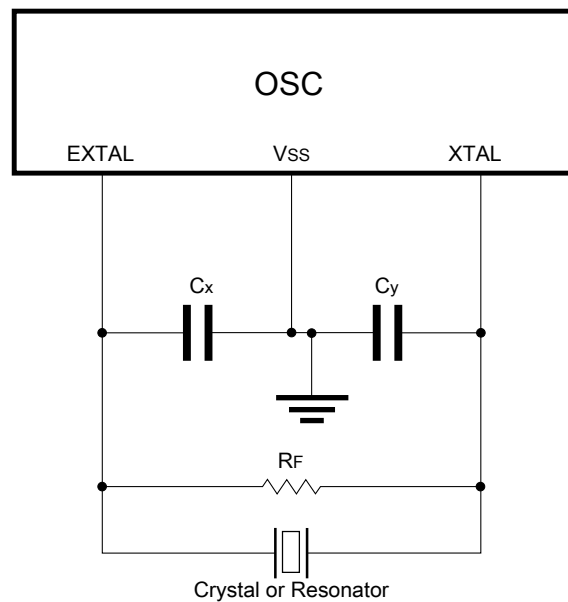 OSC
EXTAL VSS XTAL
Cx Cy
RF
Crystal or Resonator